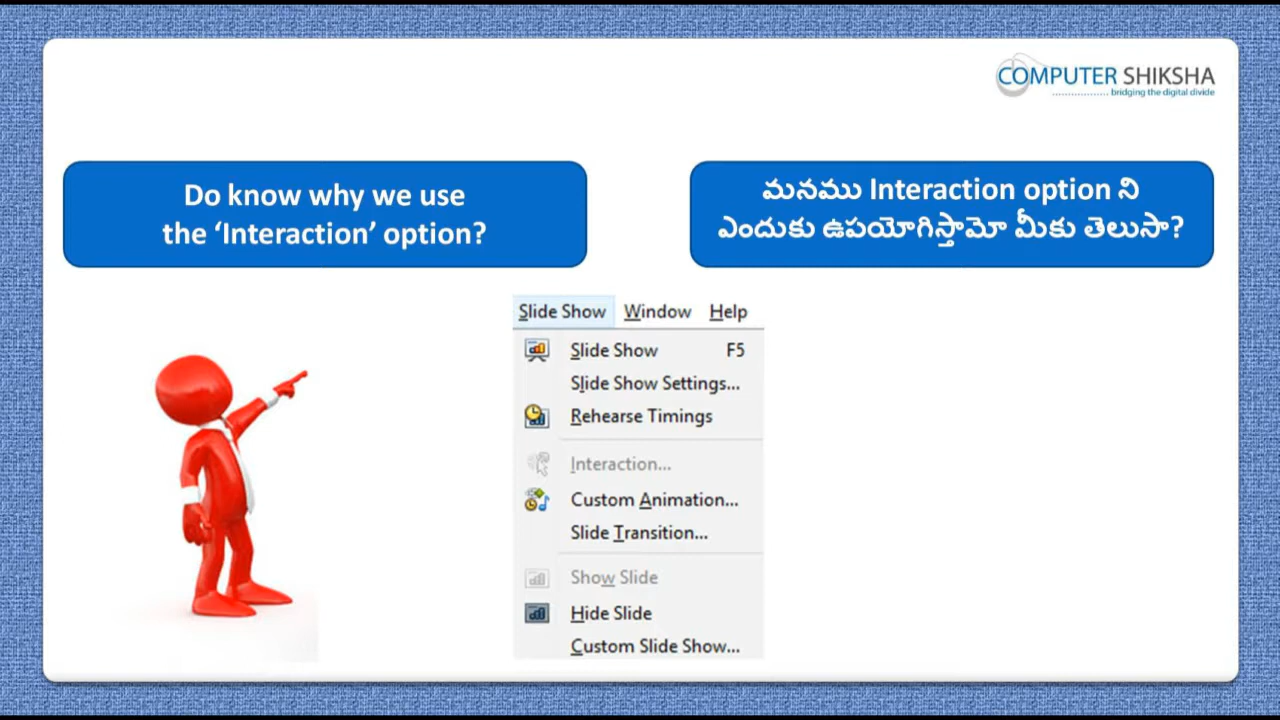 COMPUTER SHIKSHA
bridging the digital divide
Do know why we use
the ‘Interaction’ option?
మనము Interaction option ని
ఎందుకు ఉపయోగిస్తామో మీకు తెలుసా?
Slide Show Window Help
Slide Show F5
Slide Show Settings...
Rehearse Timings
Interaction...
Custom Animation...
Slide Transition...
Show Slide
Hide Slide
Custom Slide Show...